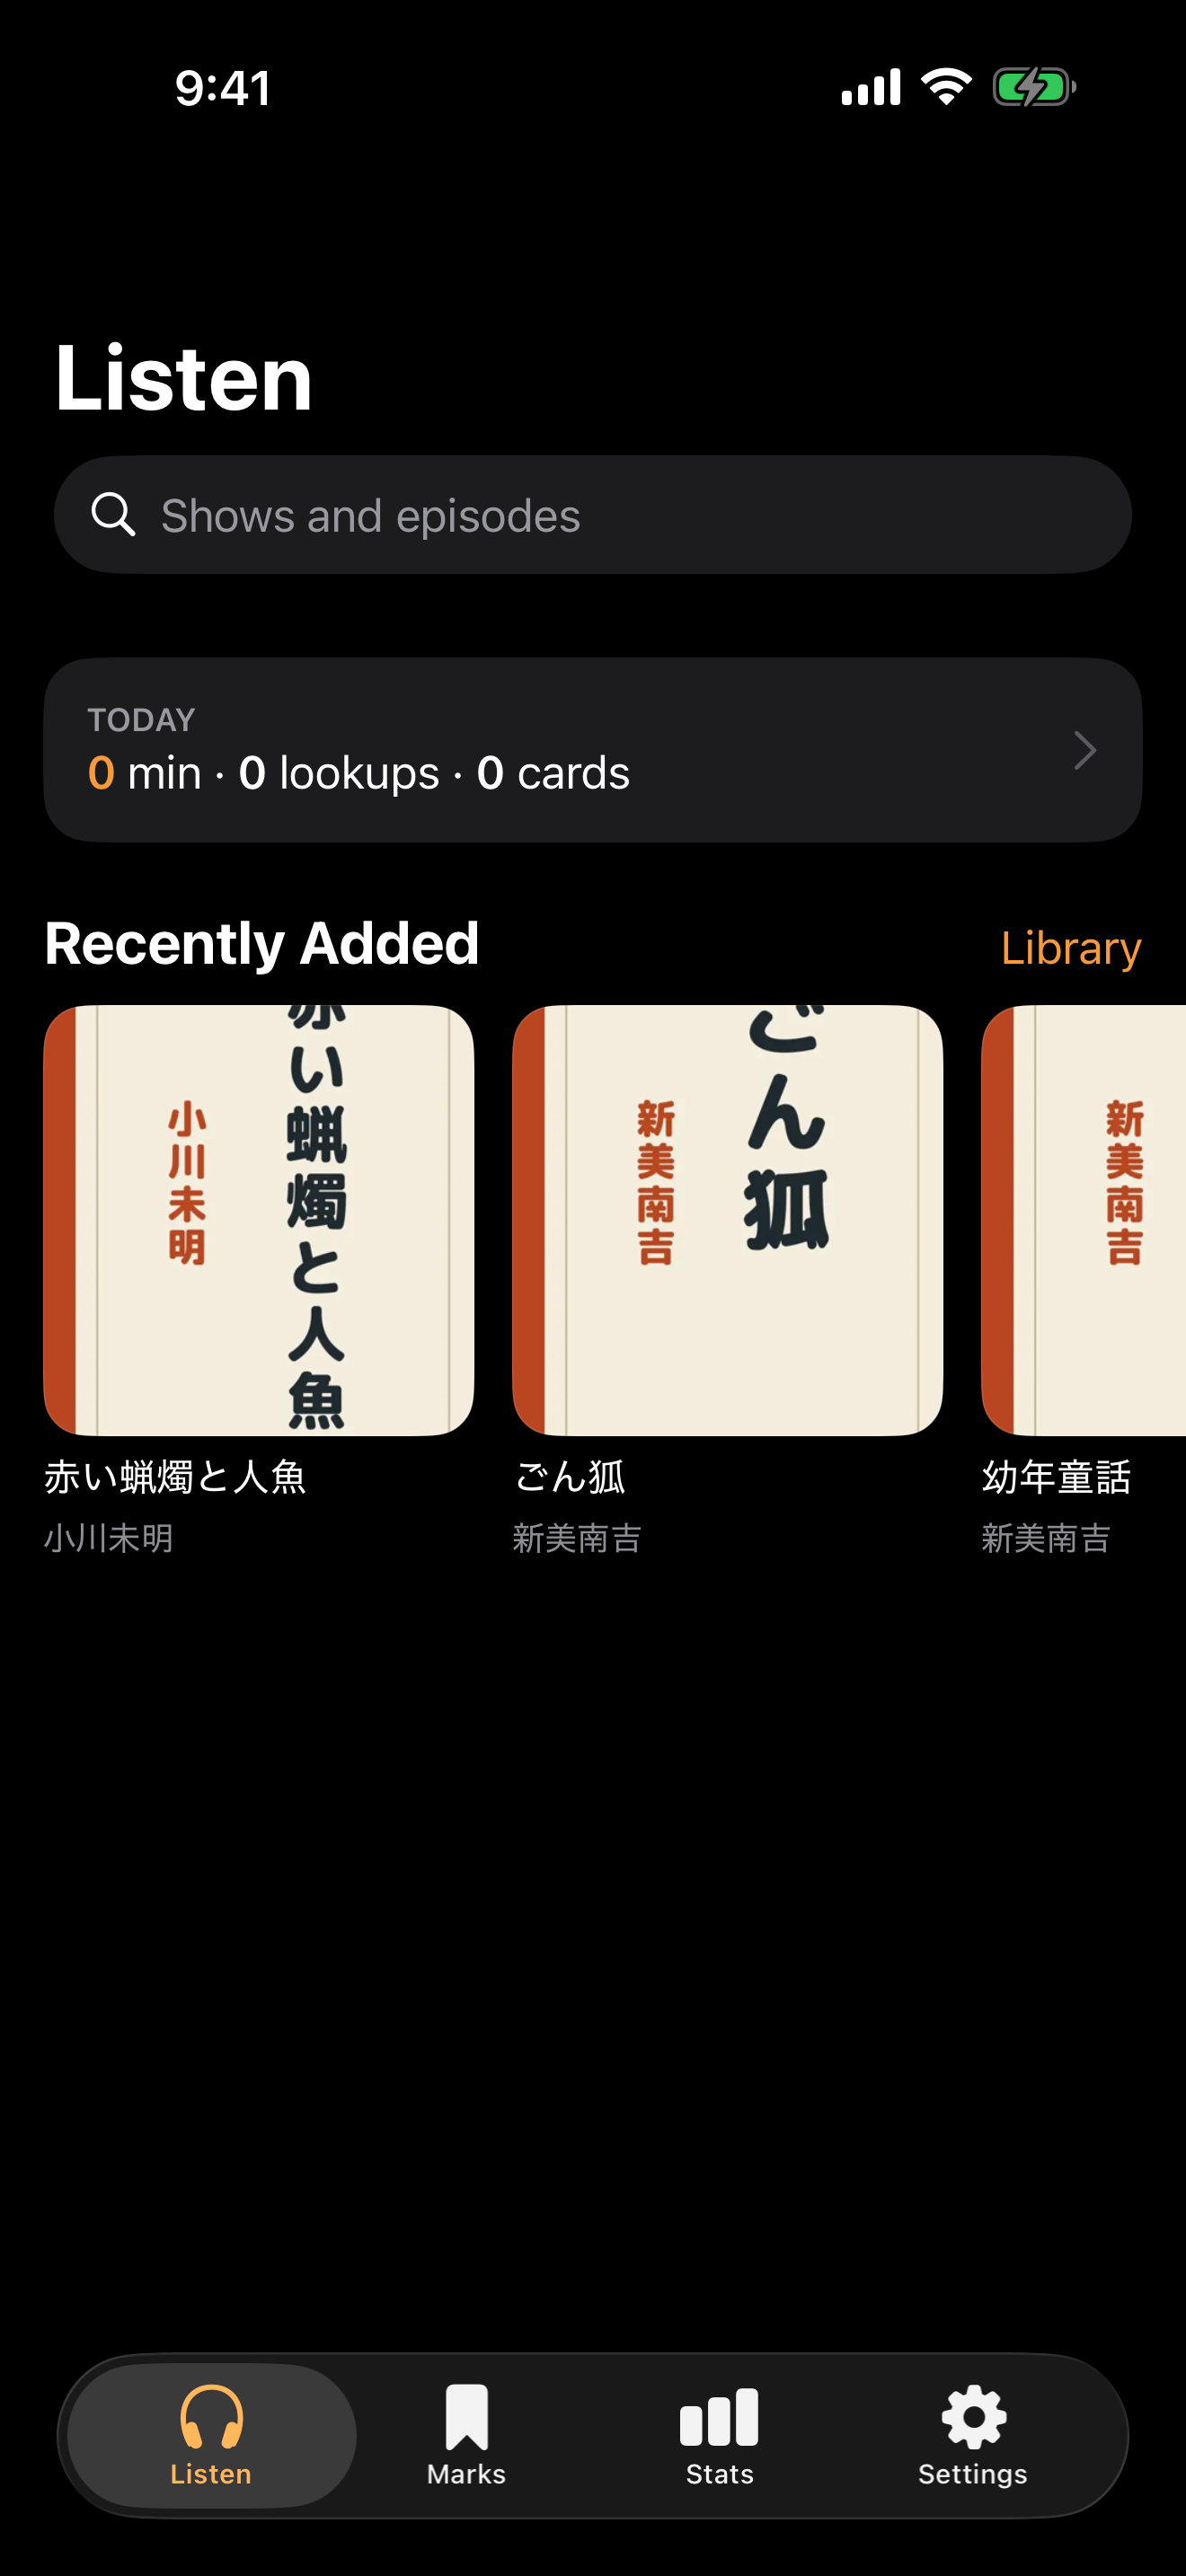 9:41
Listen
Shows and episodes
TODAY
0 min · 0 lookups · 0 cards
Recently Added
Library
赤い蝋燭と人魚
小川未明
ごん狐
新美南吉
新美南吉
赤い蝋燭と人魚
小川未明
ごん狐
新美南吉
幼年童話
新美南吉
Listen
Marks
Stats
Settings